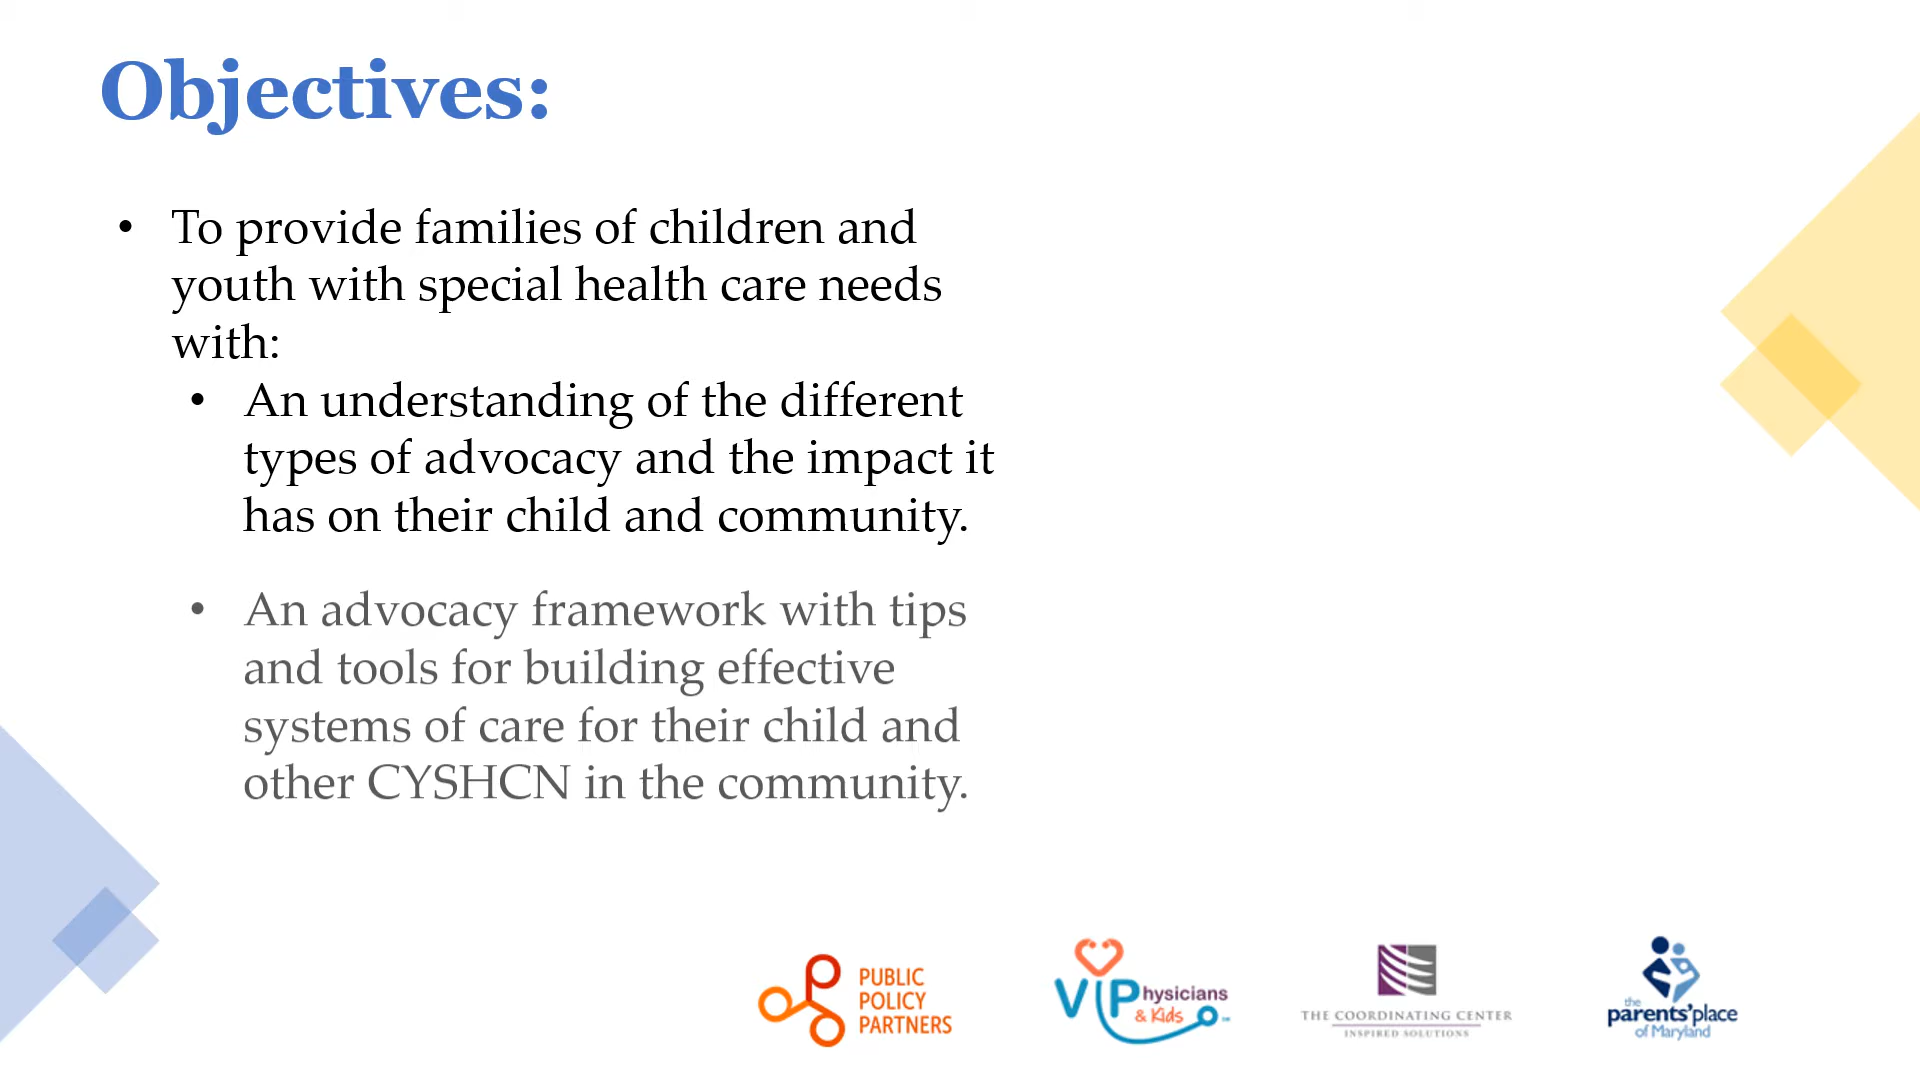 Objectives:
• To provide families of children and
youth with special health care needs
with:
• An understanding of the different
types of advocacy and the impact it
has on their child and community.
• An advocacy framework with tips
and tools for building effective
systems of care for their child and
other CYSHCN in the community.
PUBLIC
POLICY
PARTNERS
VIPhysicians
& Kids
THE COORDINATING CENTER
INSPIRED SOLUTIONS
the
parents'place
of Maryland